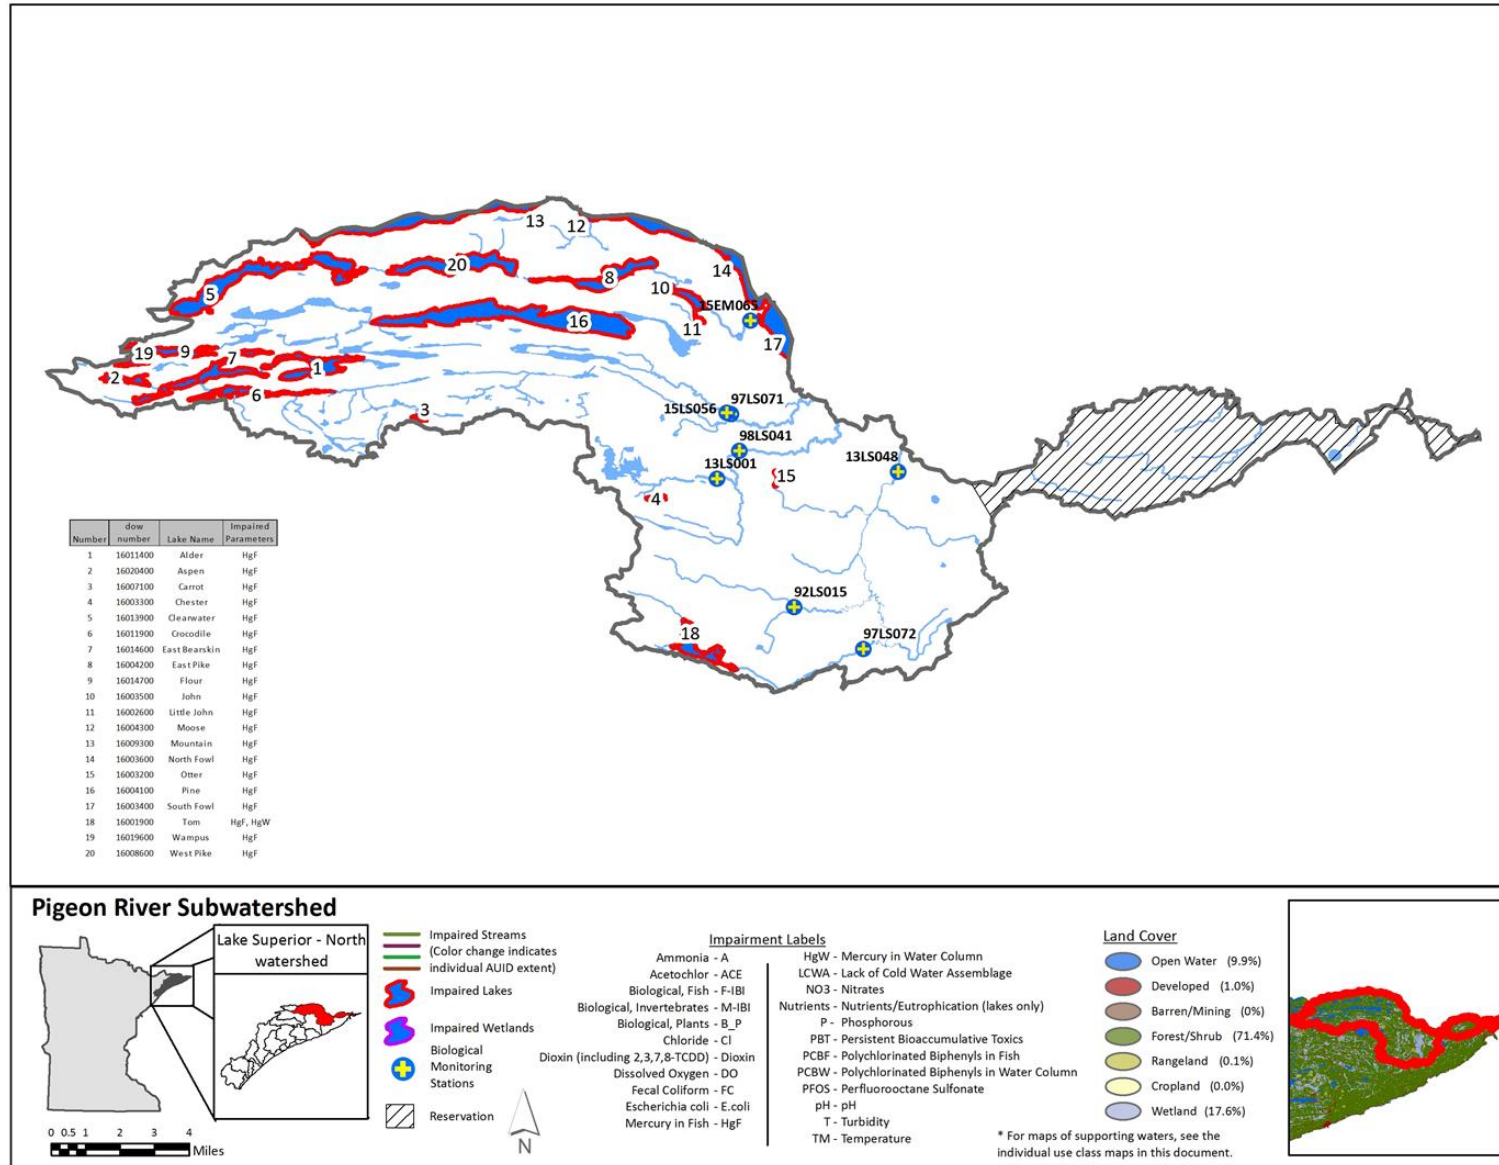 13
12
20
14
8
5
10
15EM065
16
11
17
19
9
7
1
2
6
3
97LS071
15LS056
98LS041
13LS001
13LS048
15
4
92LS015
18
97LS072
Number dow number Lake Name Impaired Parameters
1 16011400 Alder HgF
2 16020400 Aspen HgF
3 16007100 Carrot HgF
4 16003300 Chester HgF
5 16013900 Clearwater HgF
6 16011900 Crocodile HgF
7 16014600 East Bearskin HgF
8 16004200 East Pike HgF
9 16014700 Flour HgF
10 16003500 John HgF
11 16002600 Little John HgF
12 16004300 Moose HgF
13 16009300 Mountain HgF
14 16003600 North Fowl HgF
15 16003200 Otter HgF
16 16004100 Pine HgF
17 16003400 South Fowl HgF
18 16001900 Tom HgF, HgW
19 16019600 Wampus HgF
20 16008600 West Pike HgF
Pigeon River Subwatershed
Lake Superior - North
watershed
0 0.5 1 2 3 4
Miles
Impaired Streams
(Color change indicates
individual AUID extent)
Impaired Lakes
Impaired Wetlands
Biological
Monitoring
Stations
Reservation
N
Impairment Labels
Ammonia - A
Acetochlor - ACE
Biological, Fish - F-IBI
Biological, Invertebrates - M-IBI
Biological, Plants - B_P
Chloride - Cl
Dioxin (including 2,3,7,8-TCDD) - Dioxin
Dissolved Oxygen - DO
Fecal Coliform - FC
Escherichia coli - E.coli
Mercury in Fish - HgF
HgW - Mercury in Water Column
LCWA - Lack of Cold Water Assemblage
NO3 - Nitrates
Nutrients - Nutrients/Eutrophication (lakes only)
P - Phosphorous
PBT - Persistent Bioaccumulative Toxics
PCBF - Polychlorinated Biphenyls in Fish
PCBW - Polychlorinated Biphenyls in Water Column
PFOS - Perfluorooctane Sulfonate
pH - pH
T - Turbidity
TM - Temperature
Land Cover
Open Water (9.9%)
Developed (1.0%)
Barren/Mining (0%)
Forest/Shrub (71.4%)
Rangeland (0.1%)
Cropland (0.0%)
Wetland (17.6%)
* For maps of supporting waters, see the
individual use class maps in this document.